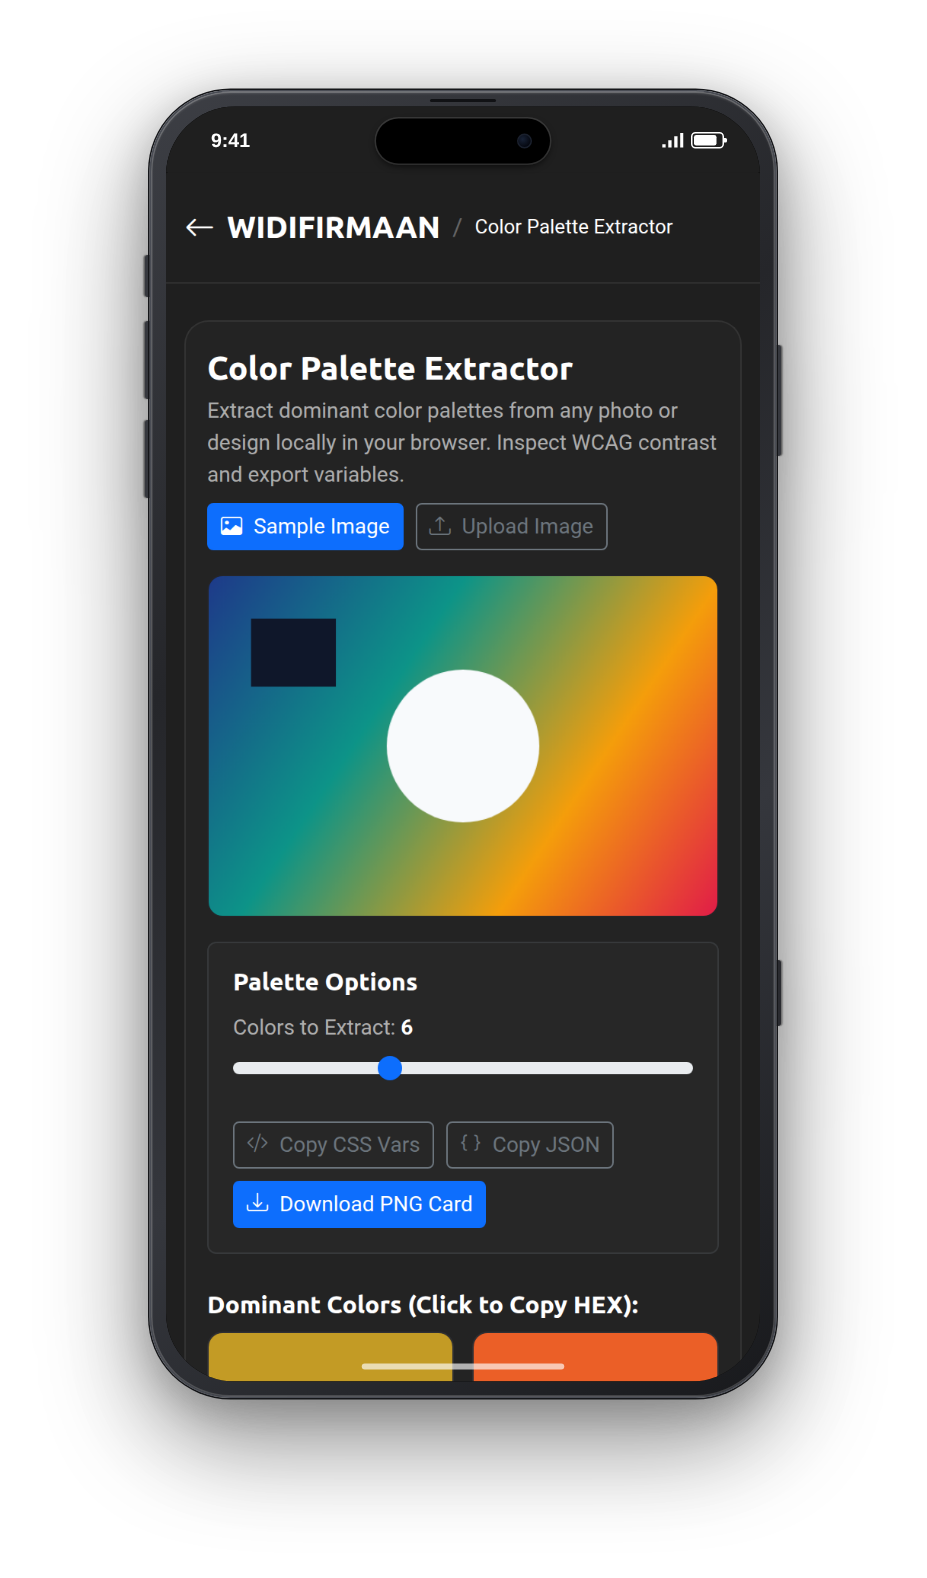 9:41
WIDIFIRMAAN / Color Palette Extractor
Color Palette Extractor
Extract dominant color palettes from any photo or
design locally in your browser. Inspect WCAG contrast
and export variables.
Sample Image Upload Image
Palette Options
Colors to Extract: 6
</> Copy CSS Vars { } Copy JSON
Download PNG Card
Dominant Colors (Click to Copy HEX):